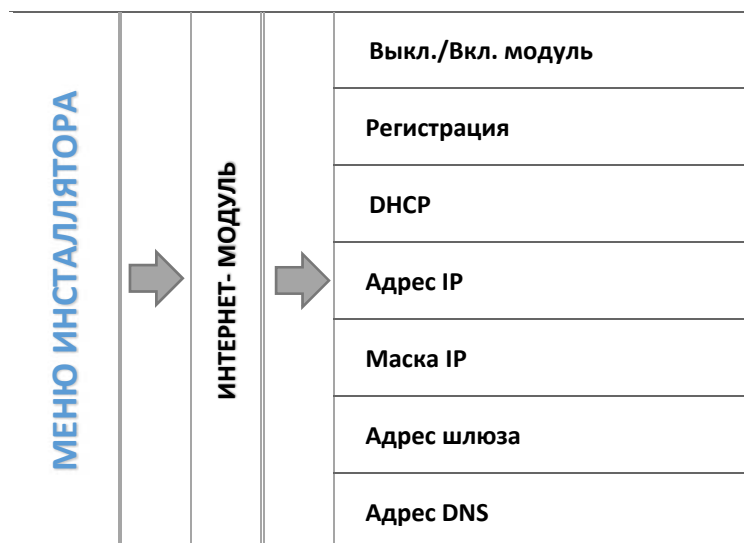 МЕНЮ ИНСТАЛЛЯТОРА
ИНТЕРНЕТ- МОДУЛЬ
Выкл./Вкл. модуль
Регистрация
DHCP
Адрес IP
Маска IP
Адрес шлюза
Адрес DNS